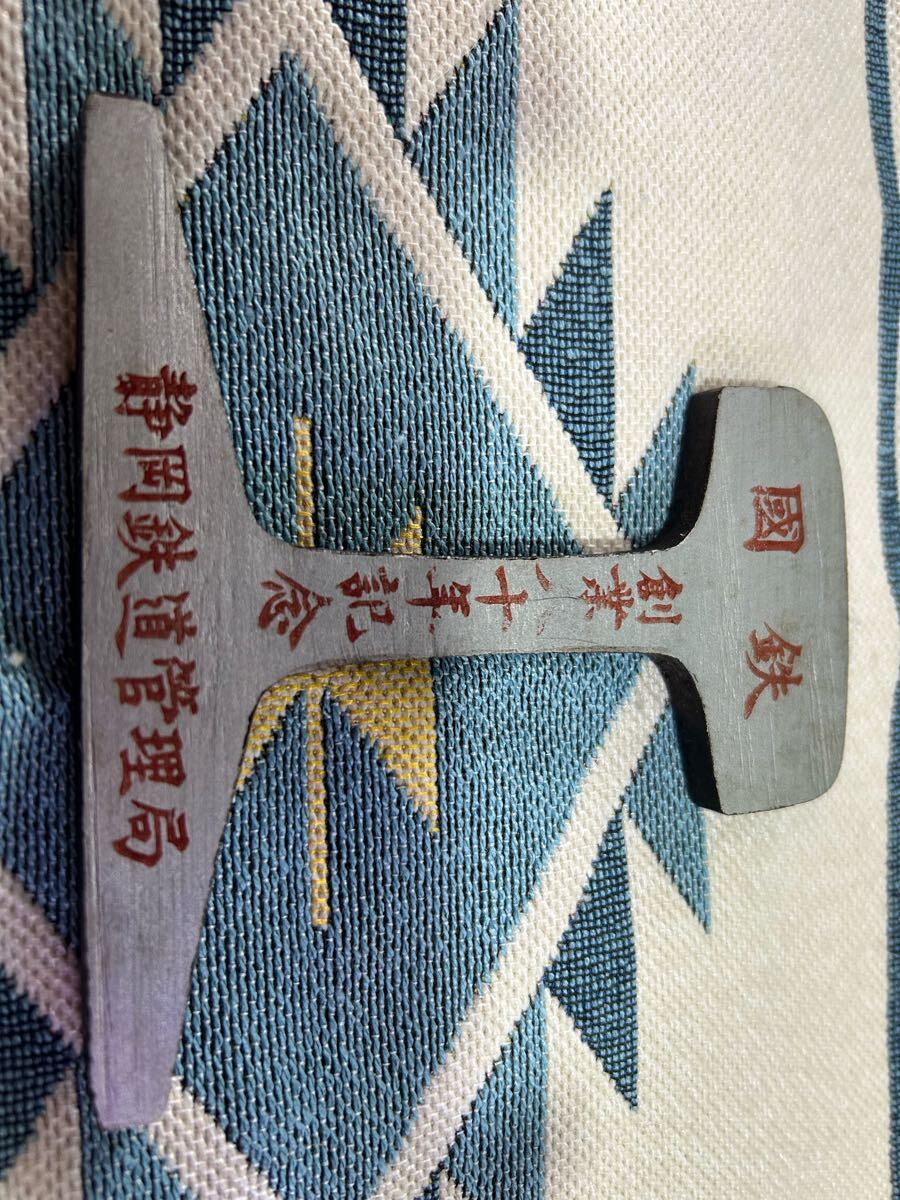 國鉄
創業八十年記念
静岡鉄道管理局